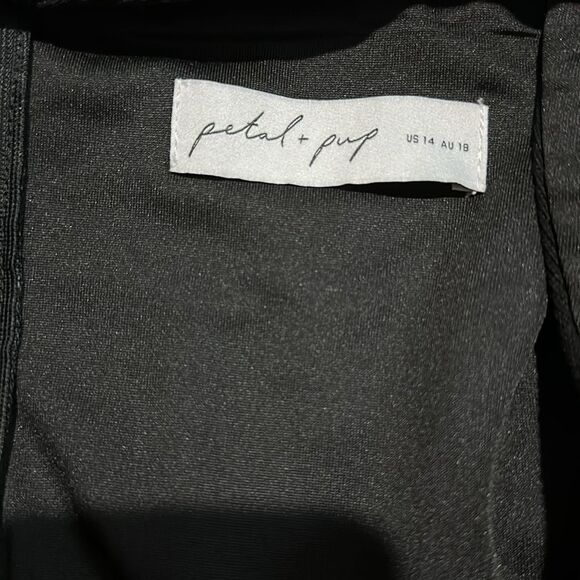 petal + pup US 14 AU 18